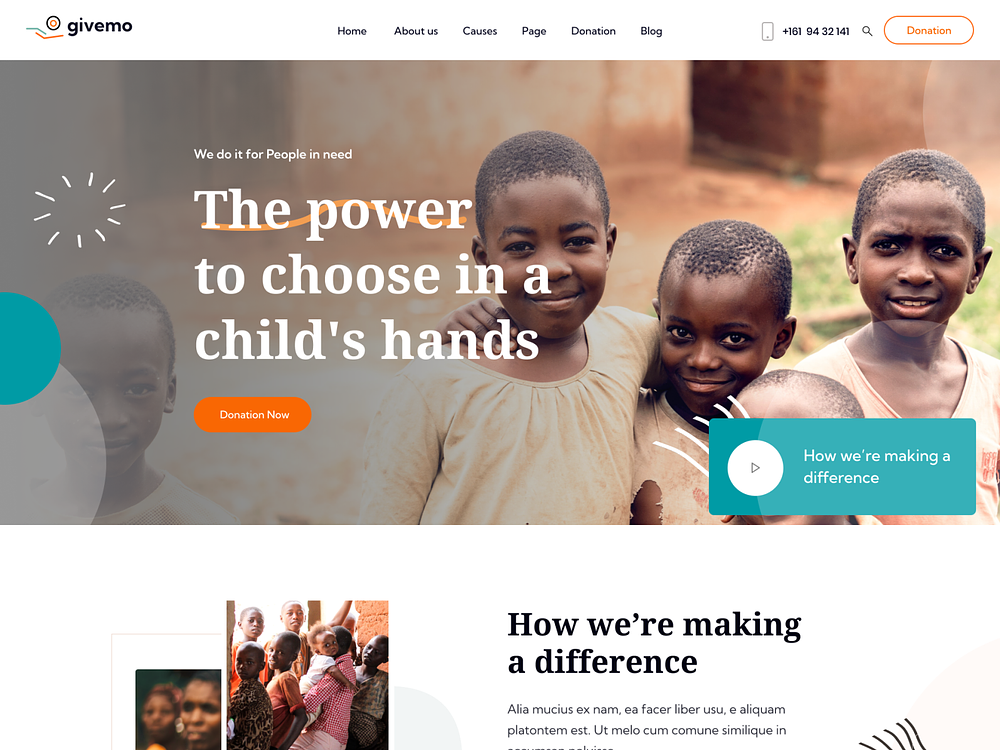 givemo
Home About us Causes Page Donation Blog
+161 94 32 141
Donation
We do it for People in need
The power
to choose in a
child's hands
Donation Now
How we're making a
difference
How we’re making
a difference
Alia mucius ex nam, ea facer liber usu, e aliquam
platontem est. Ut melo cum comune similique in